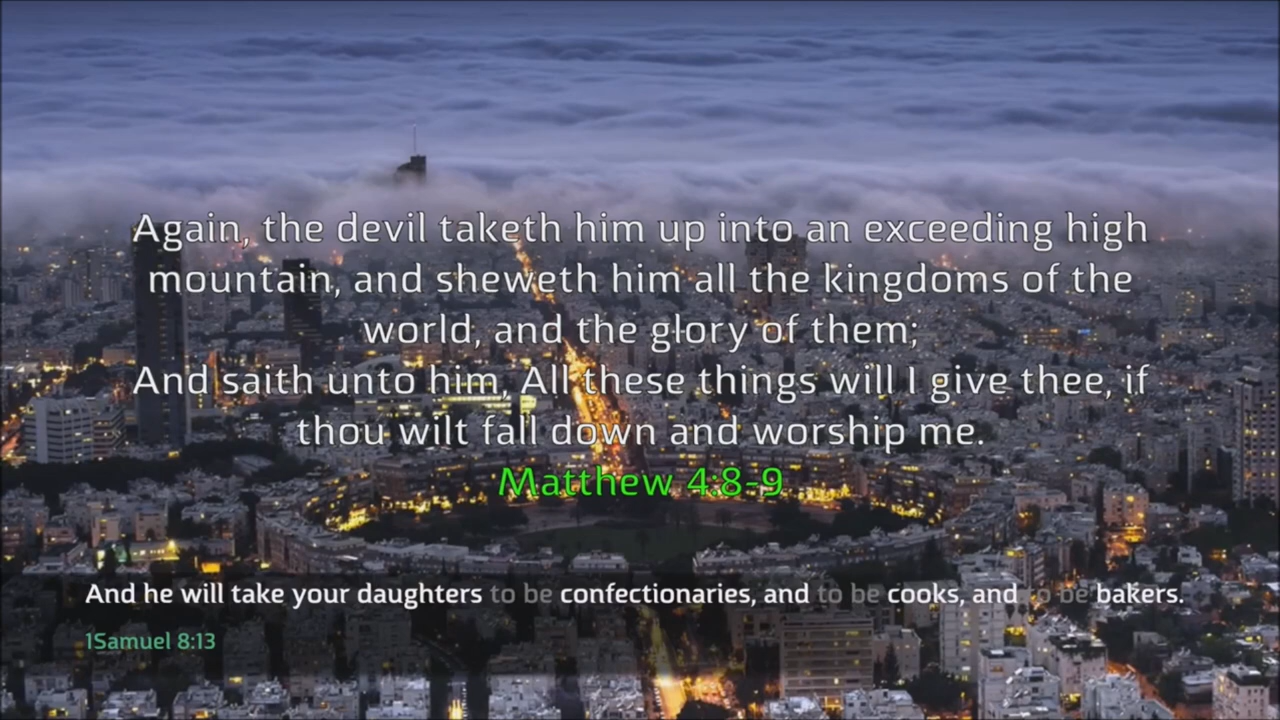 Again, the devil taketh him up into an exceeding high
mountain, and sheweth him all the kingdoms of the
world, and the glory of them;
And saith unto him, All these things will I give thee, if
thou wilt fall down and worship me.
Matthew 4:8-9
And he will take your daughters to be confectionaries, and to be cooks, and to be bakers.
1Samuel 8:13